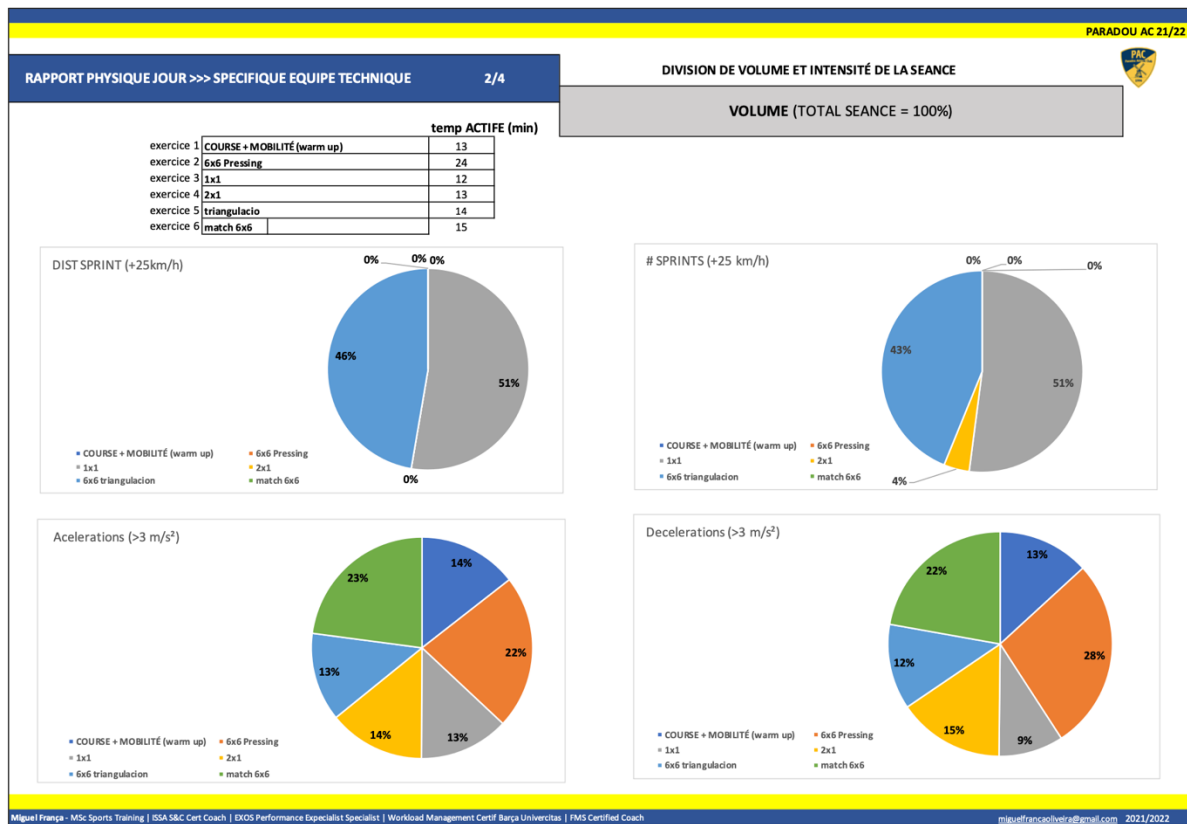 PARADOU AC 21/22
RAPPORT PHYSIQUE JOUR >>> SPECIFIQUE EQUIPE TECHNIQUE 2/4
DIVISION DE VOLUME ET INTENSITÉ DE LA SEANCE
PAC
VOLUME (TOTAL SEANCE = 100%)
temp ACTIFE (min)
exercice 1 COURSE + MOBILITÉ (warm up) 13
exercice 2 6x6 Pressing 24
exercice 3 1x1 12
exercice 4 2x1 13
exercice 5 triangulacio 14
exercice 6 match 6x6 15
DIST SPRINT (+25km/h)
0% 0% 0%
46%
51%
0%
COURSE + MOBILITÉ (warm up) 6x6 Pressing
1x1 2x1
6x6 triangulacion match 6x6
# SPRINTS (+25 km/h)
0% 0% 0%
43%
51%
4%
COURSE + MOBILITÉ (warm up) 6x6 Pressing
1x1 2x1
6x6 triangulacion match 6x6
Acelerations (>3 m/s²)
14%
23%
22%
13%
14%
13%
COURSE + MOBILITÉ (warm up) 6x6 Pressing
1x1 2x1
6x6 triangulacion match 6x6
Decelerations (>3 m/s²)
13%
22%
28%
12%
15%
9%
COURSE + MOBILITÉ (warm up) 6x6 Pressing
1x1 2x1
6x6 triangulacion match 6x6
Miguel França - MSc Sports Training | ISSA S&C Cert Coach | EXOS Performance Expecialist Specialist | Workload Management Certif Barça Univercitas | FMS Certified Coach
miguelfrancaoliveira@gmail.com 2021/2022